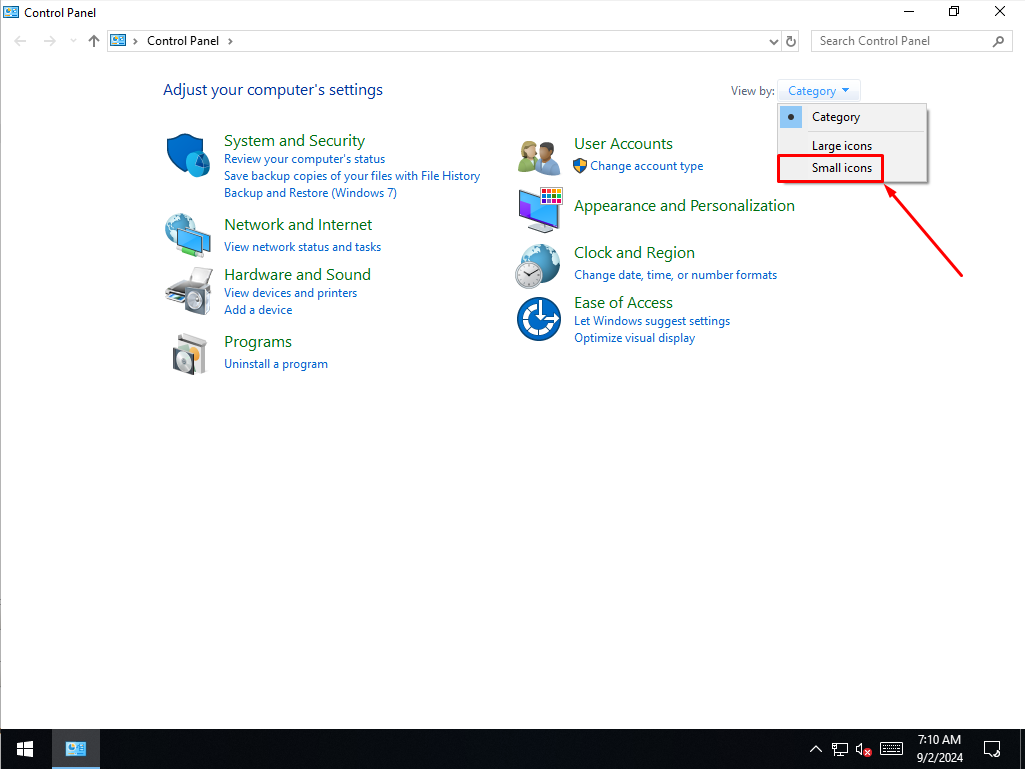 Control Panel
Control Panel
Search Control Panel
Adjust your computer's settings
View by:
Category
Category
Large icons
Small icons
System and Security
Review your computer's status
Save backup copies of your files with File History
Backup and Restore (Windows 7)
Network and Internet
View network status and tasks
Hardware and Sound
View devices and printers
Add a device
Programs
Uninstall a program
User Accounts
Change account type
Appearance and Personalization
Clock and Region
Change date, time, or number formats
Ease of Access
Let Windows suggest settings
Optimize visual display
7:10 AM
9/2/2024